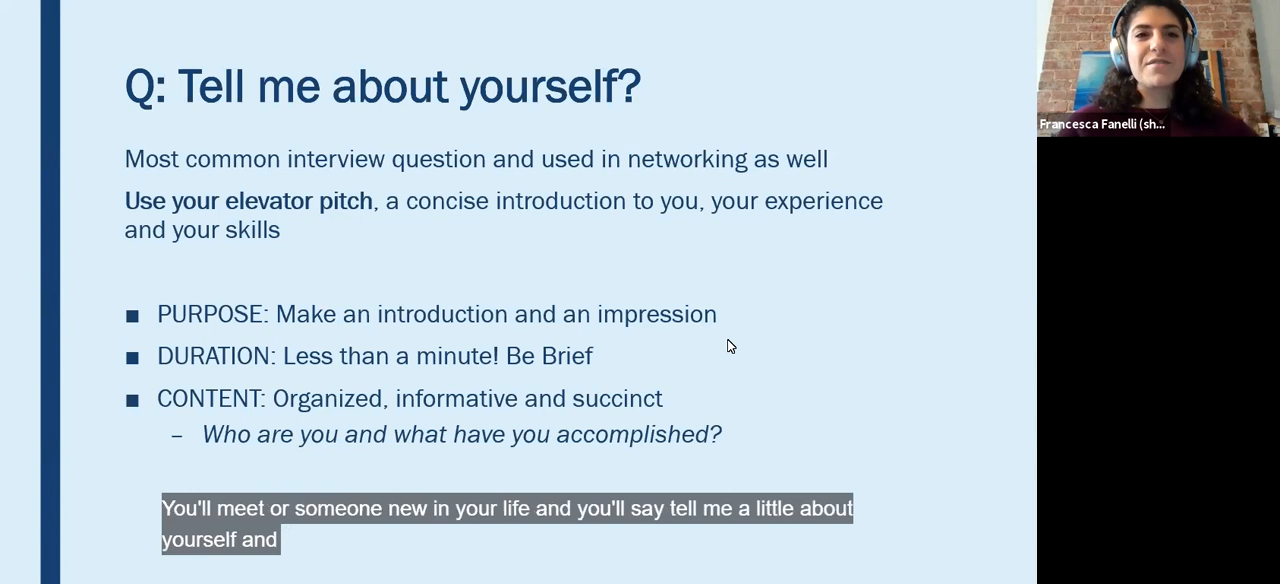 Q: Tell me about yourself?
Most common interview question and used in networking as well
Use your elevator pitch, a concise introduction to you, your experience
and your skills
■ PURPOSE: Make an introduction and an impression
■ DURATION: Less than a minute! Be Brief
■ CONTENT: Organized, informative and succinct
– Who are you and what have you accomplished?
You'll meet or someone new in your life and you'll say tell me a little about
yourself and
Francesca Fanelli (sh...